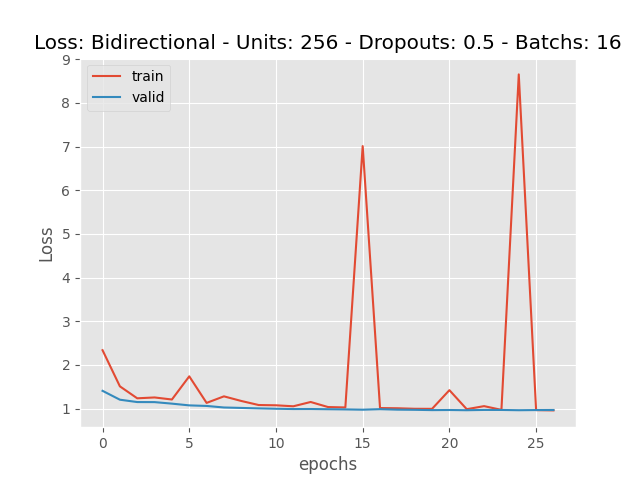 Loss: Bidirectional - Units: 256 - Dropouts: 0.5 - Batchs: 16
train
valid
Loss
9
8
7
6
5
4
3
2
1
0 5 10 15 20 25
epochs